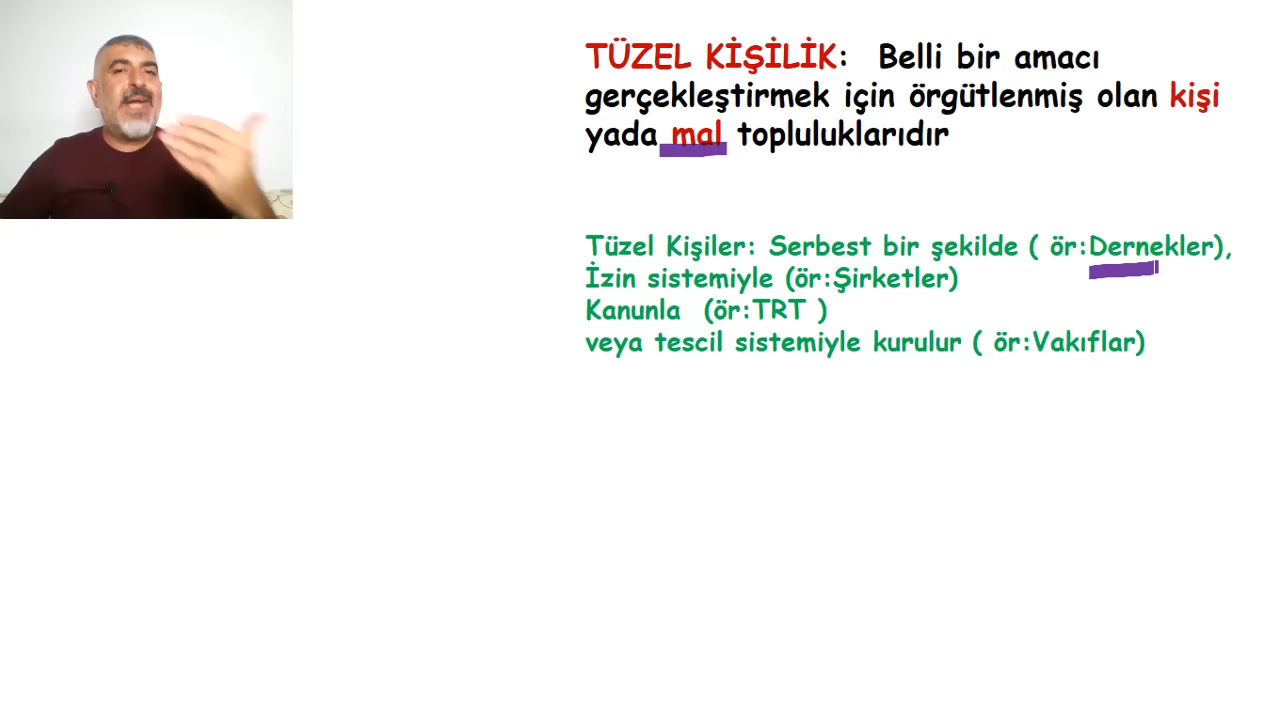 TÜZEL KİŞİLİK: Belli bir amacı
gerçekleştirmek için örgütlenmiş olan kişi
yada mal topluluklarıdır
Tüzel Kişiler: Serbest bir şekilde ( ör:Dernekler),
İzin sistemiyle (ör:Şirketler)
Kanunla (ör:TRT )
veya tescil sistemiyle kurulur ( ör:Vakıflar)